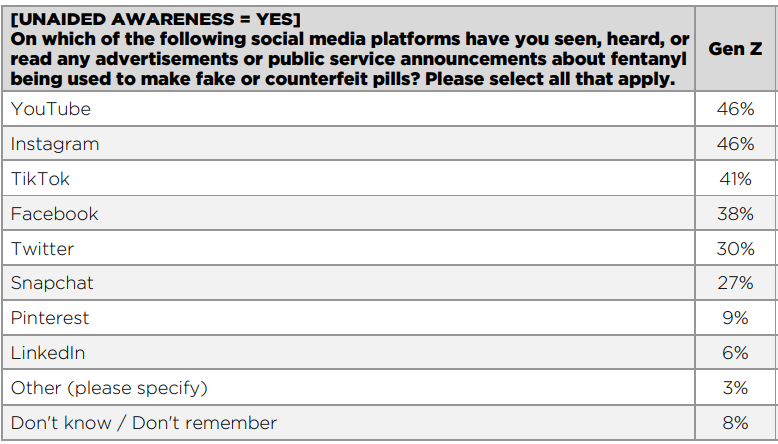 [UNAIDED AWARENESS = YES]
On which of the following social media platforms have you seen, heard, or
read any advertisements or public service announcements about fentanyl
being used to make fake or counterfeit pills? Please select all that apply.
Gen Z
YouTube 46%
Instagram 46%
TikTok 41%
Facebook 38%
Twitter 30%
Snapchat 27%
Pinterest 9%
LinkedIn 6%
Other (please specify) 3%
Don't know / Don't remember 8%